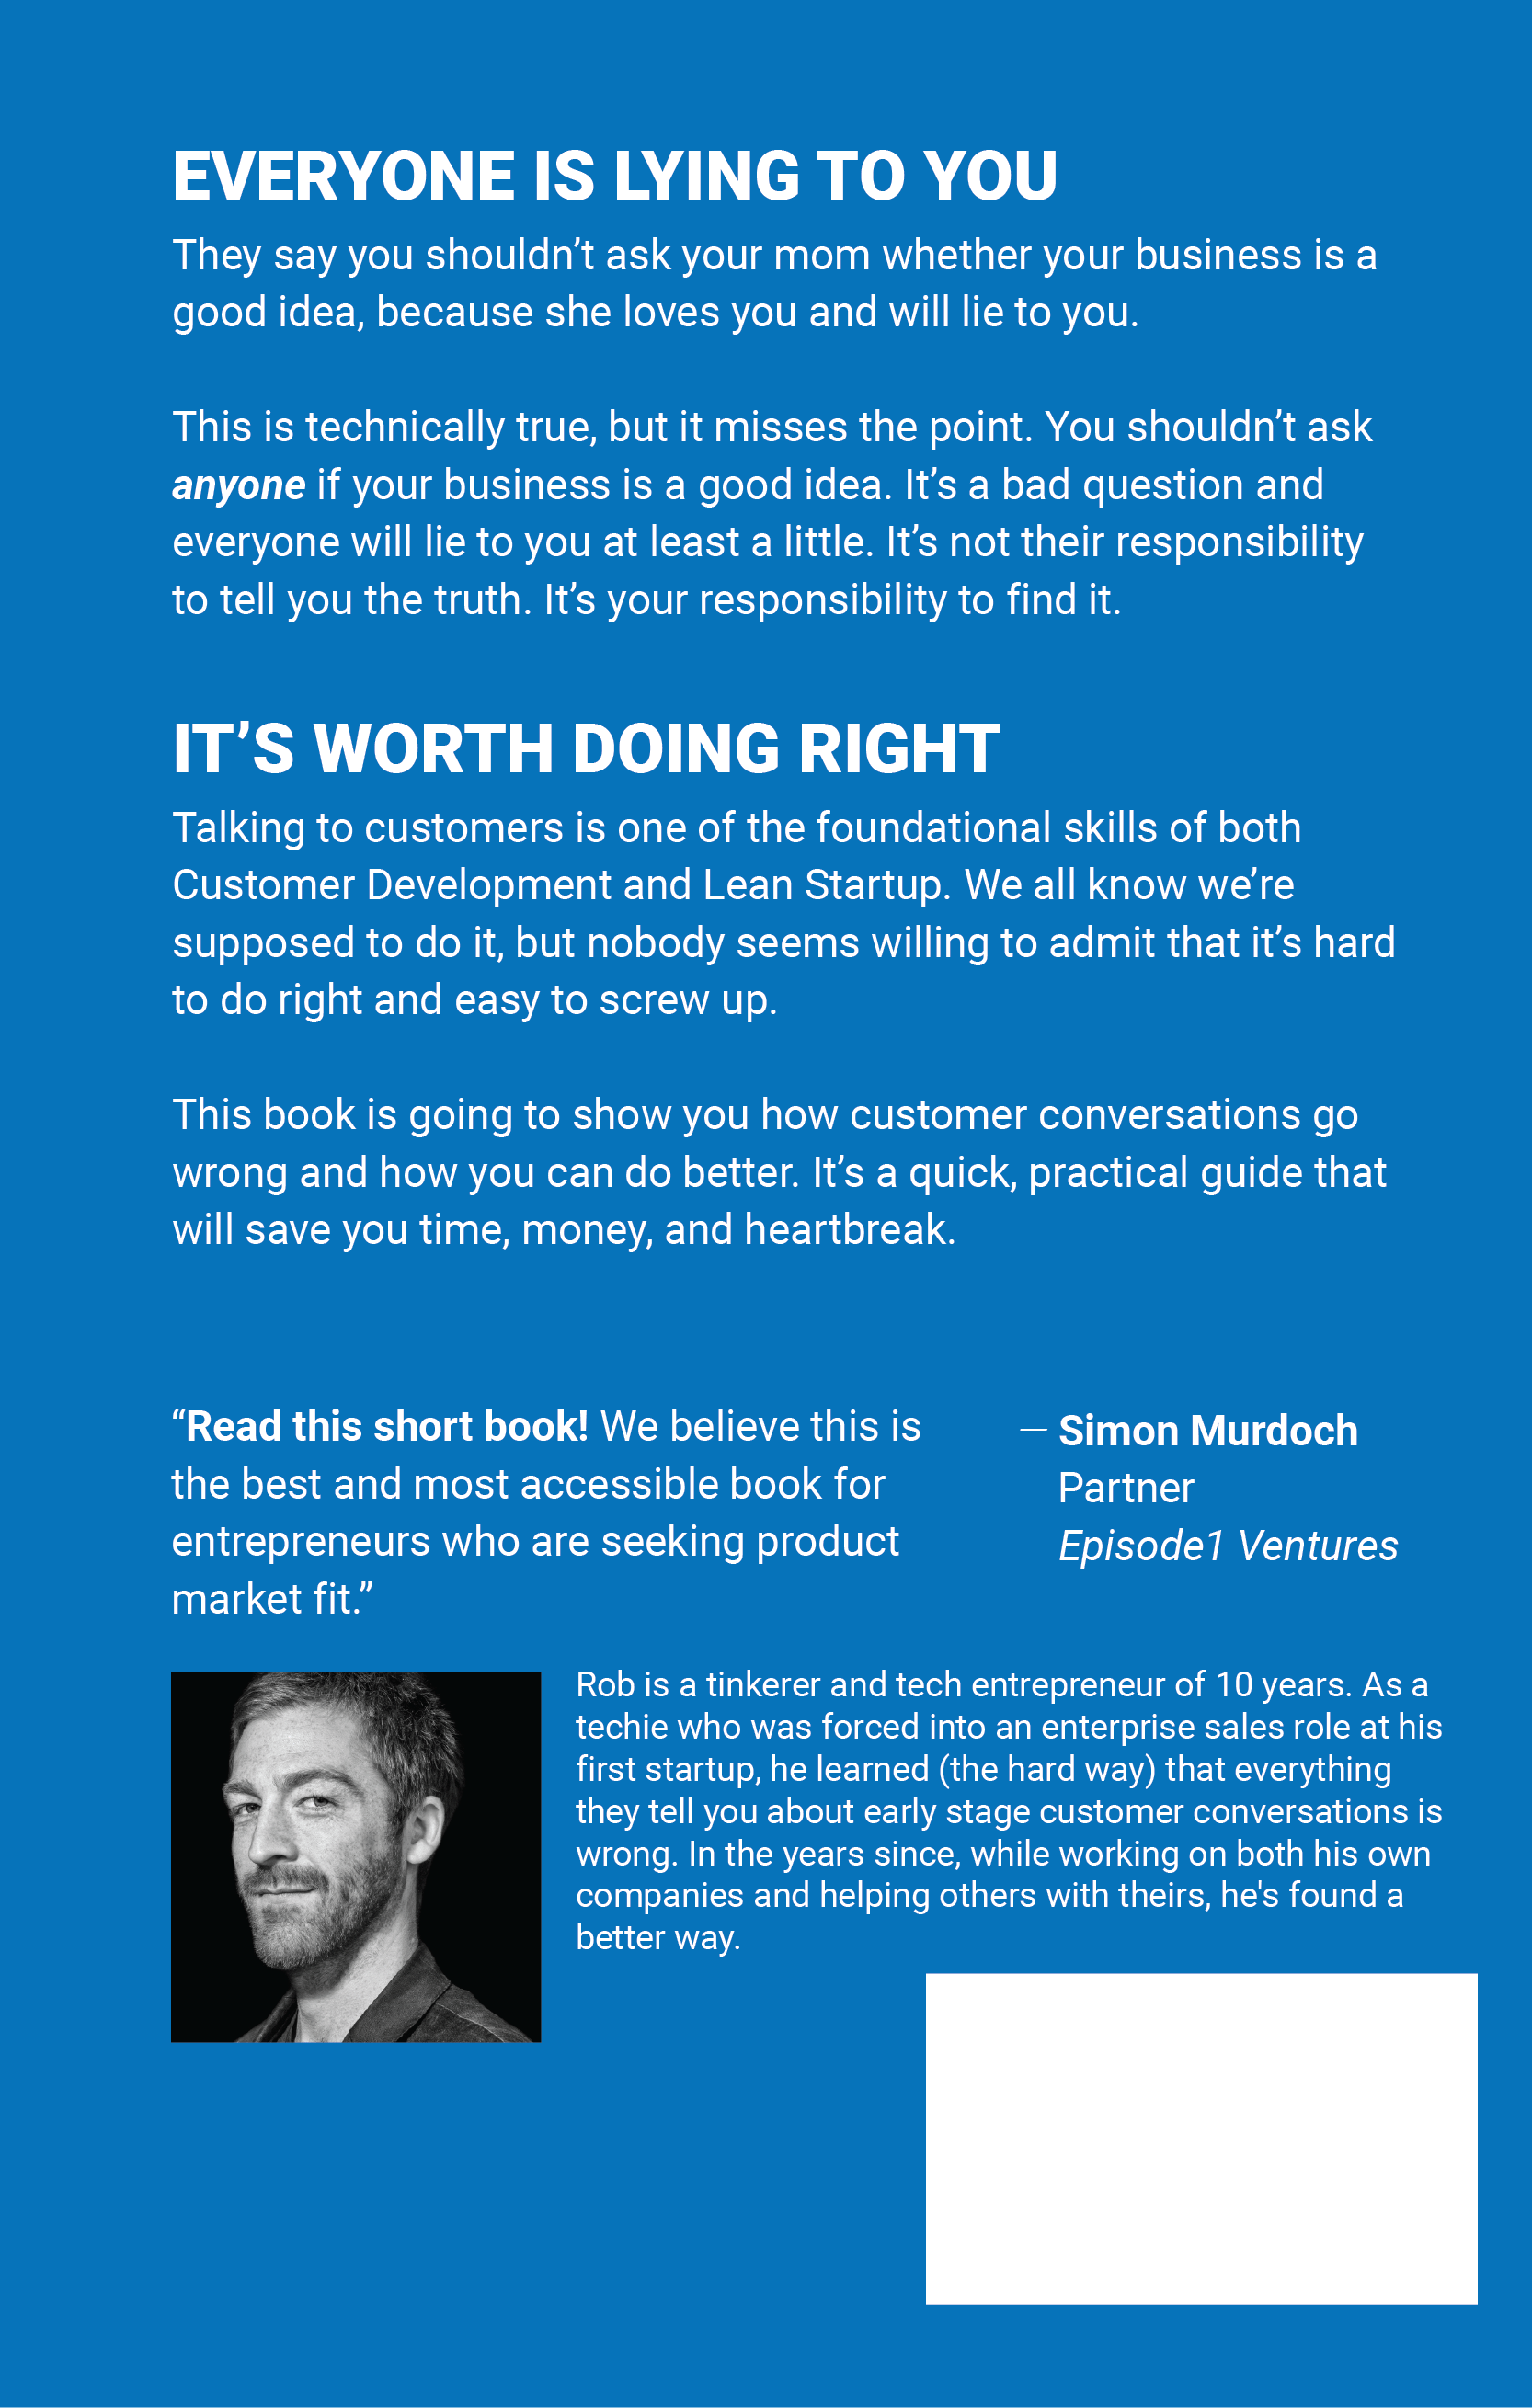 EVERYONE IS LYING TO YOU
They say you shouldn’t ask your mom whether your business is a
good idea, because she loves you and will lie to you.
This is technically true, but it misses the point. You shouldn’t ask
anyone if your business is a good idea. It’s a bad question and
everyone will lie to you at least a little. It’s not their responsibility
to tell you the truth. It’s your responsibility to find it.
IT’S WORTH DOING RIGHT
Talking to customers is one of the foundational skills of both
Customer Development and Lean Startup. We all know we’re
supposed to do it, but nobody seems willing to admit that it’s hard
to do right and easy to screw up.
This book is going to show you how customer conversations go
wrong and how you can do better. It’s a quick, practical guide that
will save you time, money, and heartbreak.
“Read this short book! We believe this is
the best and most accessible book for
entrepreneurs who are seeking product
market fit.”
— Simon Murdoch
Partner
Episode1 Ventures
Rob is a tinkerer and tech entrepreneur of 10 years. As a
techie who was forced into an enterprise sales role at his
first startup, he learned (the hard way) that everything
they tell you about early stage customer conversations is
wrong. In the years since, while working on both his own
companies and helping others with theirs, he's found a
better way.